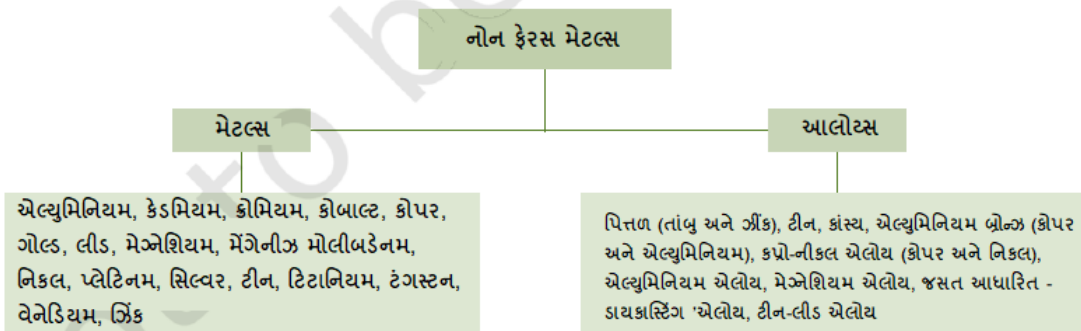 નોન ફેરસ મેટલ્સ
મેટલ્સ
આલોય્સ
એલ્યુમિનિયમ, કેડમિયમ, ક્રોમિયમ, કોબાલ્ટ, કોપર,
ગોલ્ડ, લીડ, મેગ્નેશિયમ, મેંગેનીઝ મોલીબડેનમ,
નિકલ, પ્લેટિનમ, સિલ્વર, ટીન, ટિટાનિયમ, ટંગસ્ટન,
વેનેડિયમ, ઝિંક
પિત્તળ (તાંબુ અને ઝીંક), ટીન, કાંસ્ય, એલ્યુમિનિયમ બ્રોન્ઝ (કોપર
અને એલ્યુમિનિયમ), કપ્રો-નીકલ એલોય (કોપર અને નિકલ),
એલ્યુમિનિયમ એલોય, મેગ્નેશિયમ એલોય, જસત આધારિત -
ડાયકાસ્ટિંગ 'એલોય, ટીન-લીડ એલોય
to b